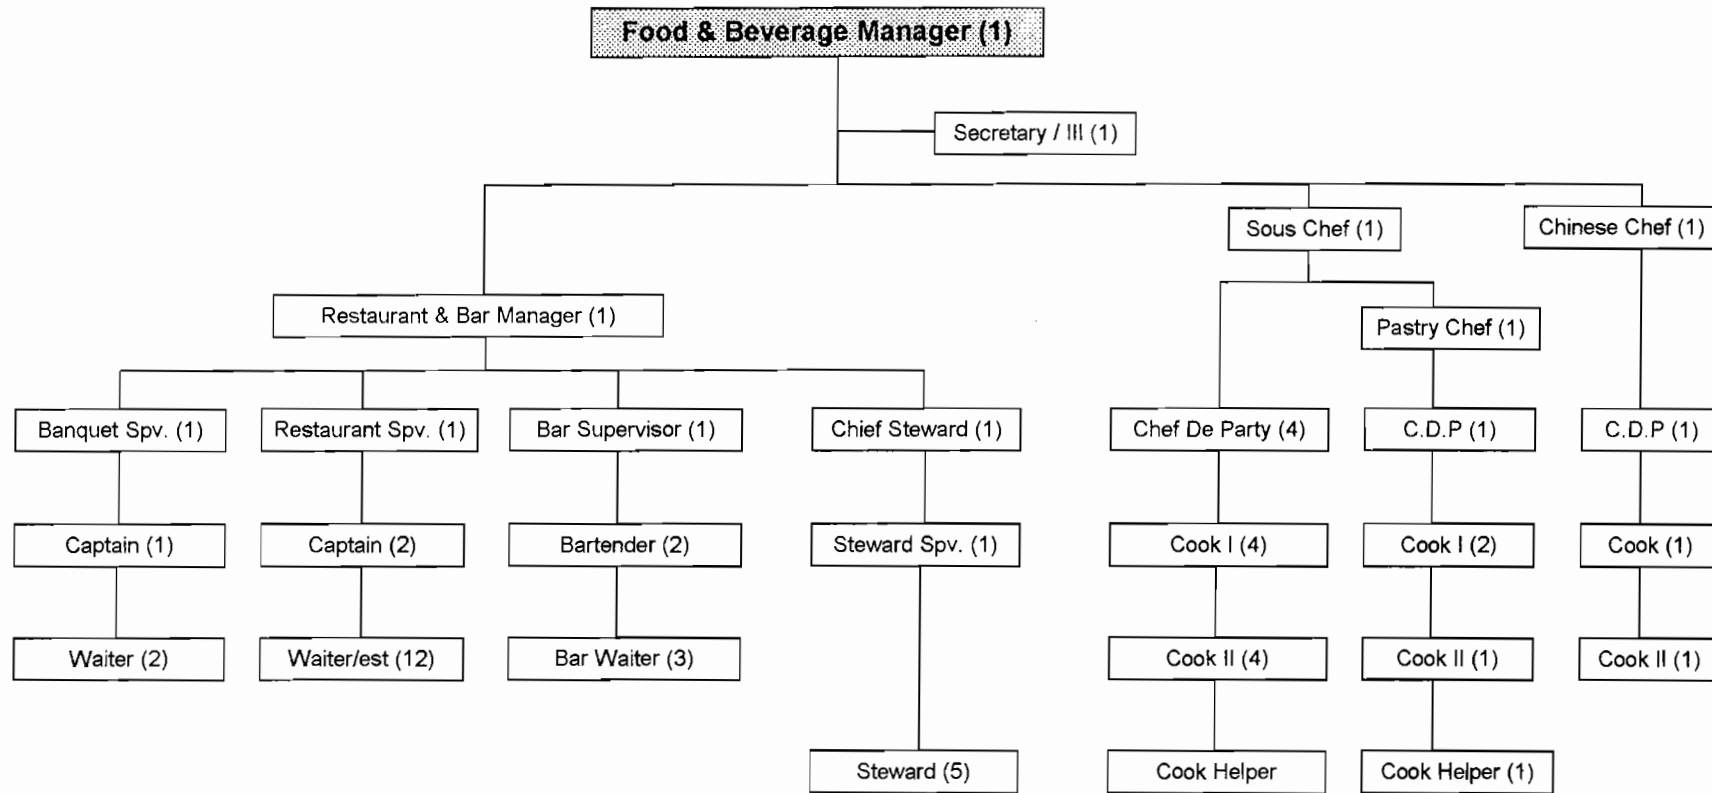 Food & Beverage Manager (1)
Secretary / III (1)
Sous Chef (1)
Chinese Chef (1)
Restaurant & Bar Manager (1)
Pastry Chef (1)
Banquet Spv. (1)
Restaurant Spv. (1)
Bar Supervisor (1)
Chief Steward (1)
Chef De Party (4)
C.D.P (1)
C.D.P (1)
Captain (1)
Captain (2)
Bartender (2)
Steward Spv. (1)
Cook I (4)
Cook I (2)
Cook (1)
Waiter (2)
Waiter/est (12)
Bar Waiter (3)
Cook II (4)
Cook II (1)
Cook II (1)
Steward (5)
Cook Helper
Cook Helper (1)